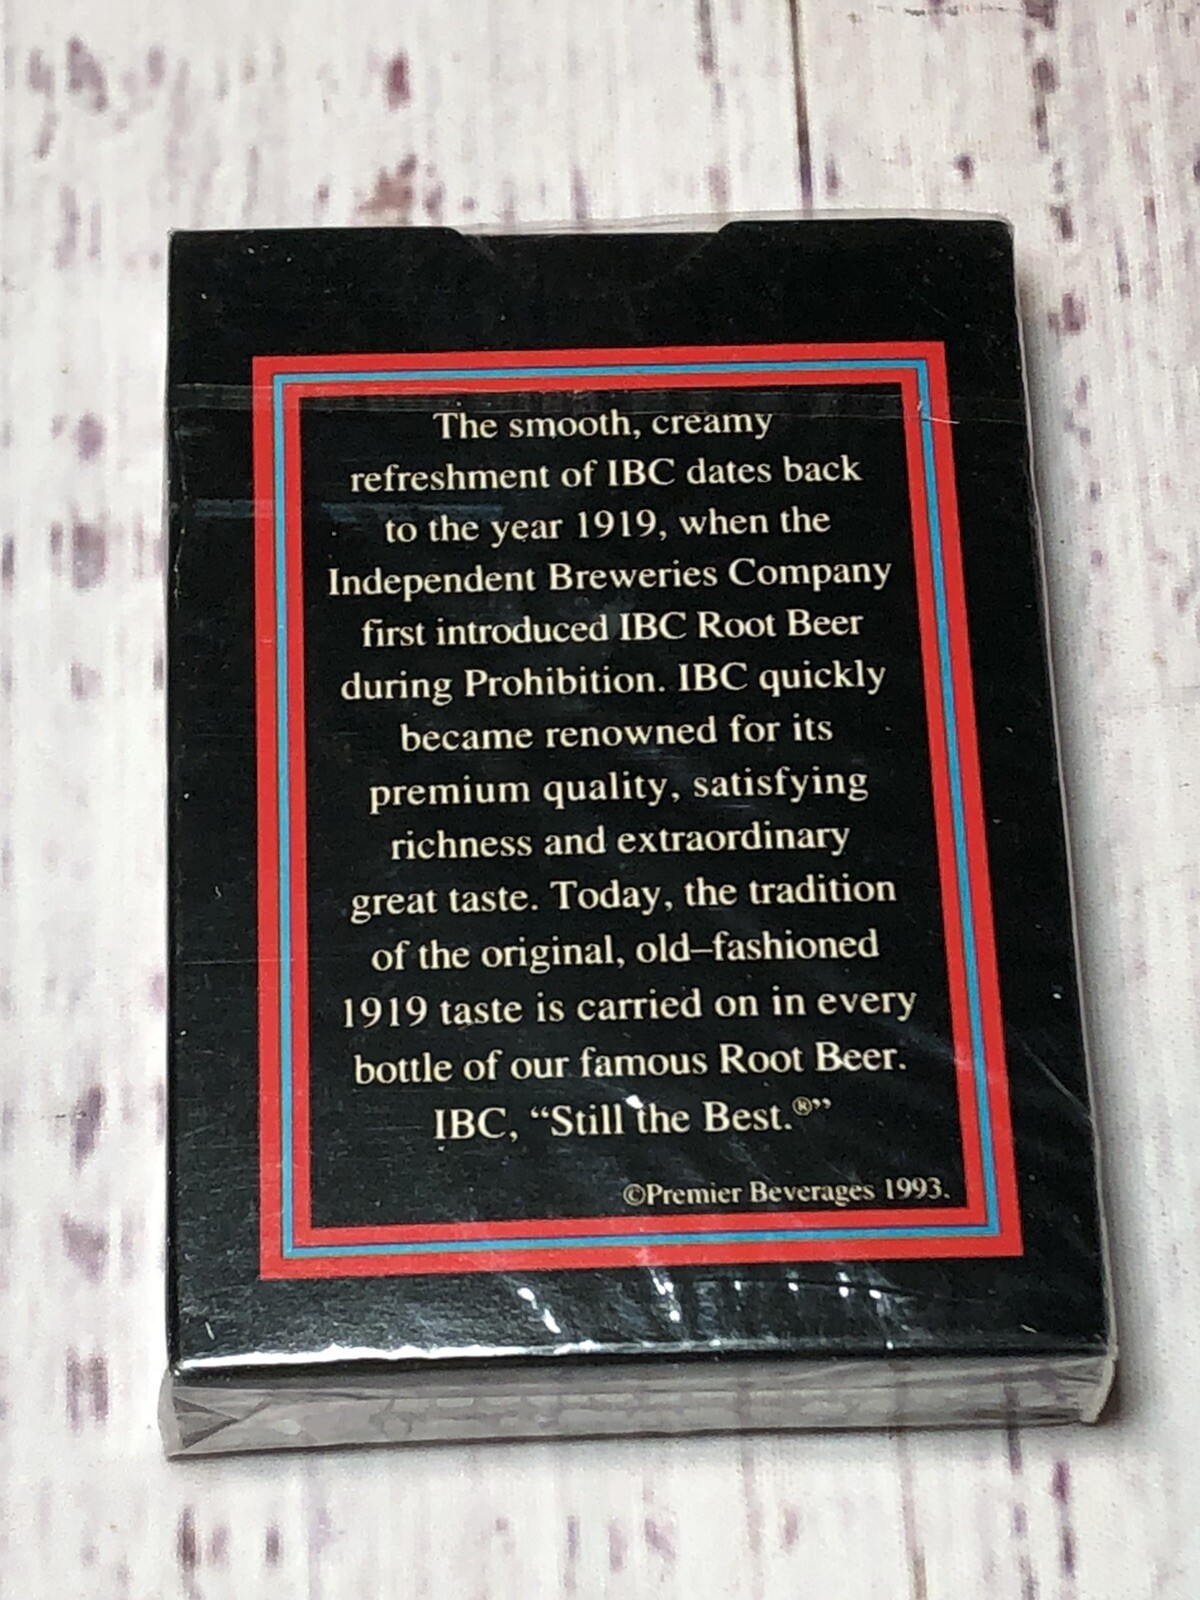 The smooth, creamy
refreshment of IBC dates back
to the year 1919, when the
Independent Breweries Company
first introduced IBC Root Beer
during Prohibition. IBC quickly
became renowned for its
premium quality, satisfying
richness and extraordinary
great taste. Today, the tradition
of the original, old–fashioned
1919 taste is carried on in every
bottle of our famous Root Beer.
IBC, “Still the Best.®”
©Premier Beverages 1993.